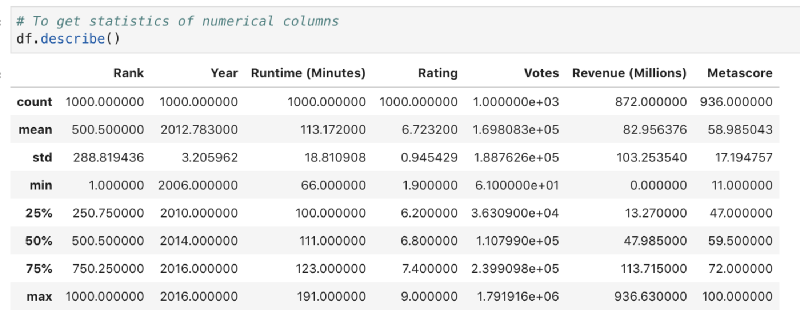 # To get statistics of numerical columns
df.describe()
Rank Year Runtime (Minutes) Rating Votes Revenue (Millions) Metascore
count 1000.000000 1000.000000 1000.000000 1000.000000 1.000000e+03 872.000000 936.000000
mean 500.500000 2012.783000 113.172000 6.723200 1.698083e+05 82.956376 58.985043
std 288.819436 3.205962 18.810908 0.945429 1.887626e+05 103.253540 17.194757
min 1.000000 2006.000000 66.000000 1.900000 6.100000e+01 0.000000 11.000000
25% 250.750000 2010.000000 100.000000 6.200000 3.630900e+04 13.270000 47.000000
50% 500.500000 2014.000000 111.000000 6.800000 1.107990e+05 47.985000 59.500000
75% 750.250000 2016.000000 123.000000 7.400000 2.399098e+05 113.715000 72.000000
max 1000.000000 2016.000000 191.000000 9.000000 1.791916e+06 936.630000 100.000000